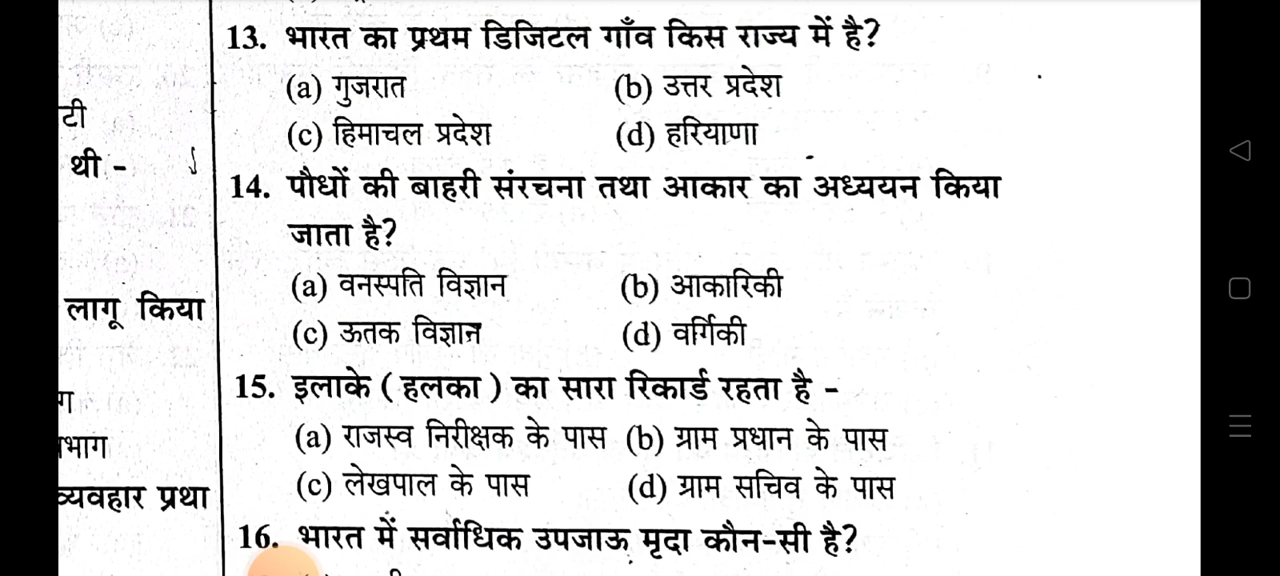 टी
थी -
लागू किया
ग
भाग
व्यवहार प्रथा
13. भारत का प्रथम डिजिटल गाँव किस राज्य में है?
(a) गुजरात (b) उत्तर प्रदेश
(c) हिमाचल प्रदेश (d) हरियाणा
14. पौधों की बाहरी संरचना तथा आकार का अध्ययन किया
जाता है?
(a) वनस्पति विज्ञान (b) आकारिकी
(c) ऊतक विज्ञान (d) वर्गिकी
15. इलाके ( हलका ) का सारा रिकार्ड रहता है -
(a) राजस्व निरीक्षक के पास (b) ग्राम प्रधान के पास
(c) लेखपाल के पास (d) ग्राम सचिव के पास
16. भारत में सर्वाधिक उपजाऊ मृदा कौन-सी है?